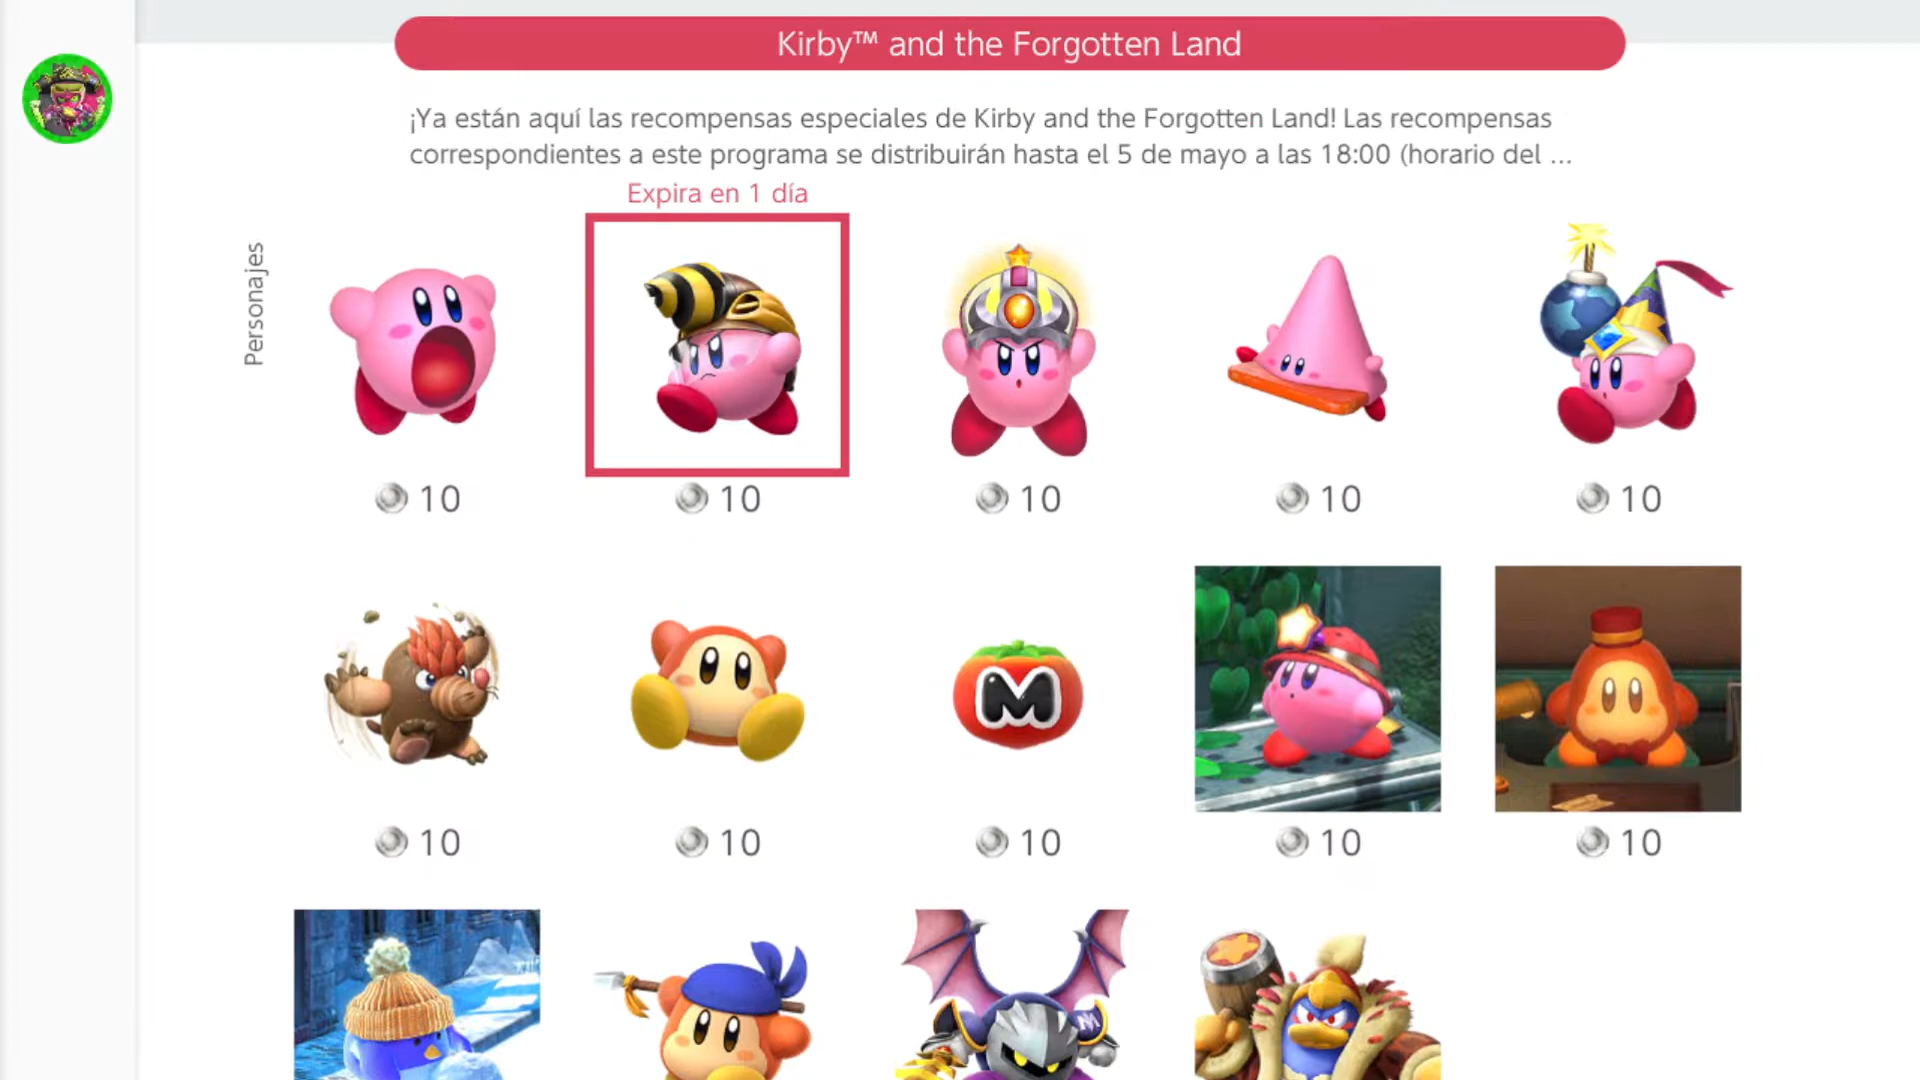 Kirby™ and the Forgotten Land
¡Ya están aquí las recompensas especiales de Kirby and the Forgotten Land! Las recompensas
correspondientes a este programa se distribuirán hasta el 5 de mayo a las 18:00 (horario del ...
Expira en 1 día
Personajes
10
10
10
10
10
M
10
10
10
10
10
M